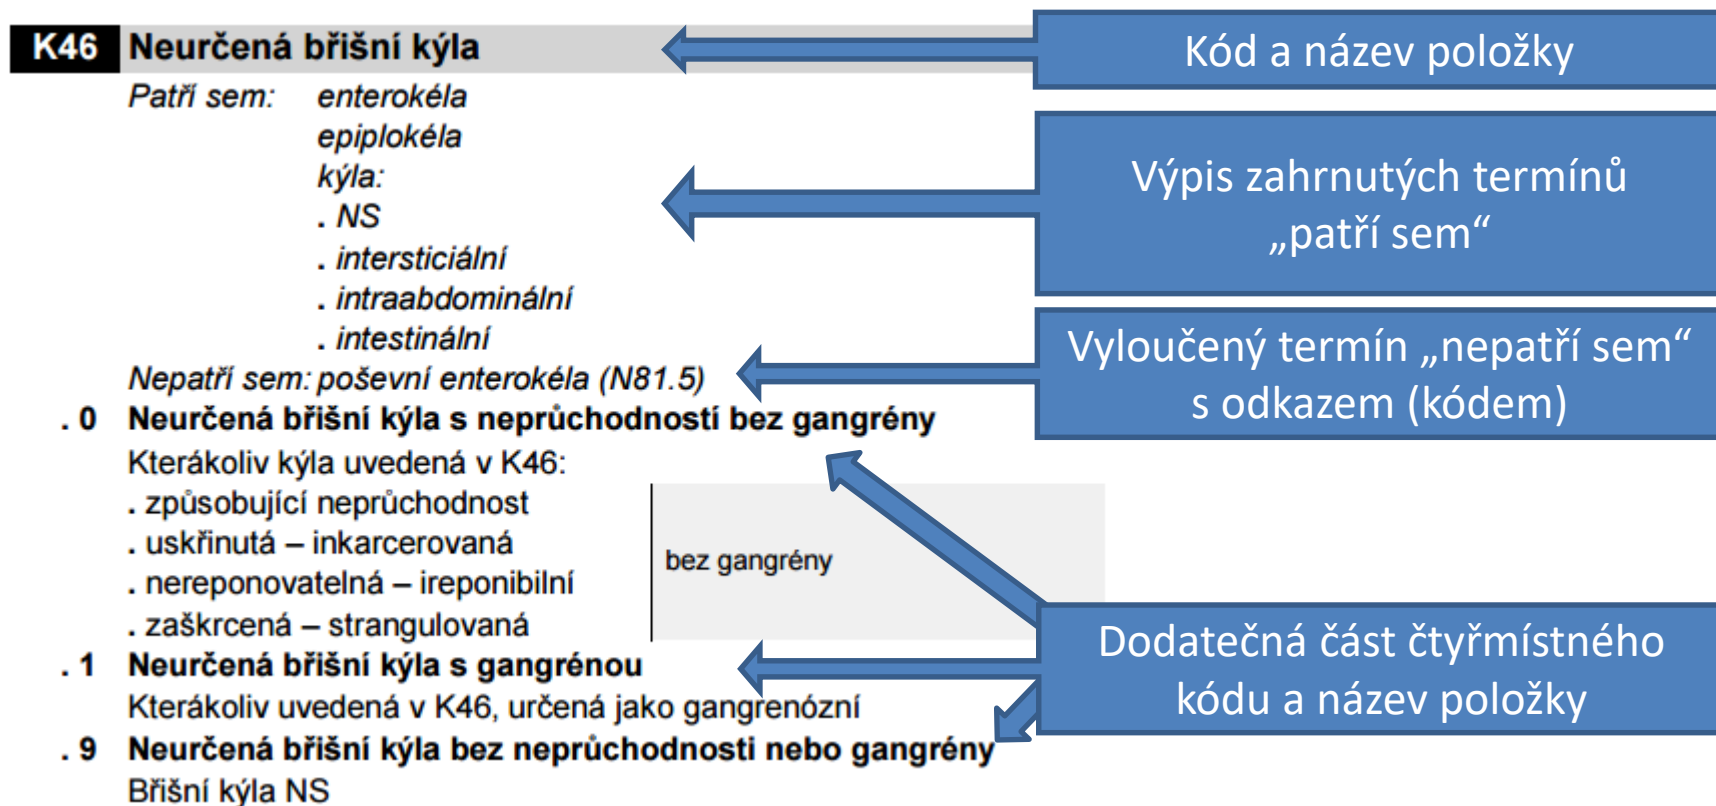 K46 Neurčená břišní kýla
Kód a název položky
Patří sem: enterokéla
epiplokéla
kýla:
. NS
. intersticiální
. intraabdominální
. intestinální
Výpis zahrnutých termínů
„patří sem“
Nepatří sem: poševní enterokéla (N81.5)
Vyloučený termín „nepatří sem“
s odkazem (kódem)
. 0 Neurčená břišní kýla s neprůchodností bez gangrény
Kterákoliv kýla uvedená v K46:
. způsobující neprůchodnost
. uskřinutá – inkarcerovaná
. nereponovatelná – ireponibilní
. zaškrcená – strangulovaná
bez gangrény
. 1 Neurčená břišní kýla s gangrénou
Kterákoliv uvedená v K46, určená jako gangrenózní
. 9 Neurčená břišní kýla bez neprůchodnosti nebo gangrény
Břišní kýla NS
Dodatečná část čtyřmístného
kódu a název položky